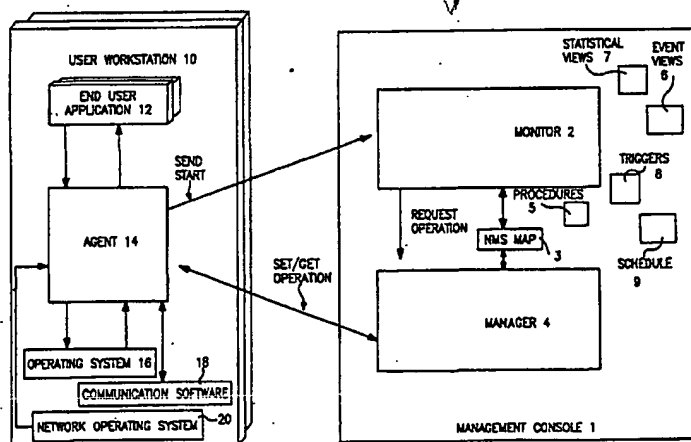 USER WORKSTATION 10
END USER
APPLICATION 12
SEND
START
AGENT 14
SET/GET
OPERATION
OPERATING SYSTEM 16
18
COMMUNICATION SOFTWARE
20
NETWORK OPERATING SYSTEM
STATISTICAL
VIEWS 7
EVENT
VIEWS
6
MONITOR 2
TRIGGERS
8
PROCEDURES
5
REQUEST
OPERATION
NMS MAP
3
SCHEDULE
9
MANAGER 4
MANAGEMENT CONSOLE 1